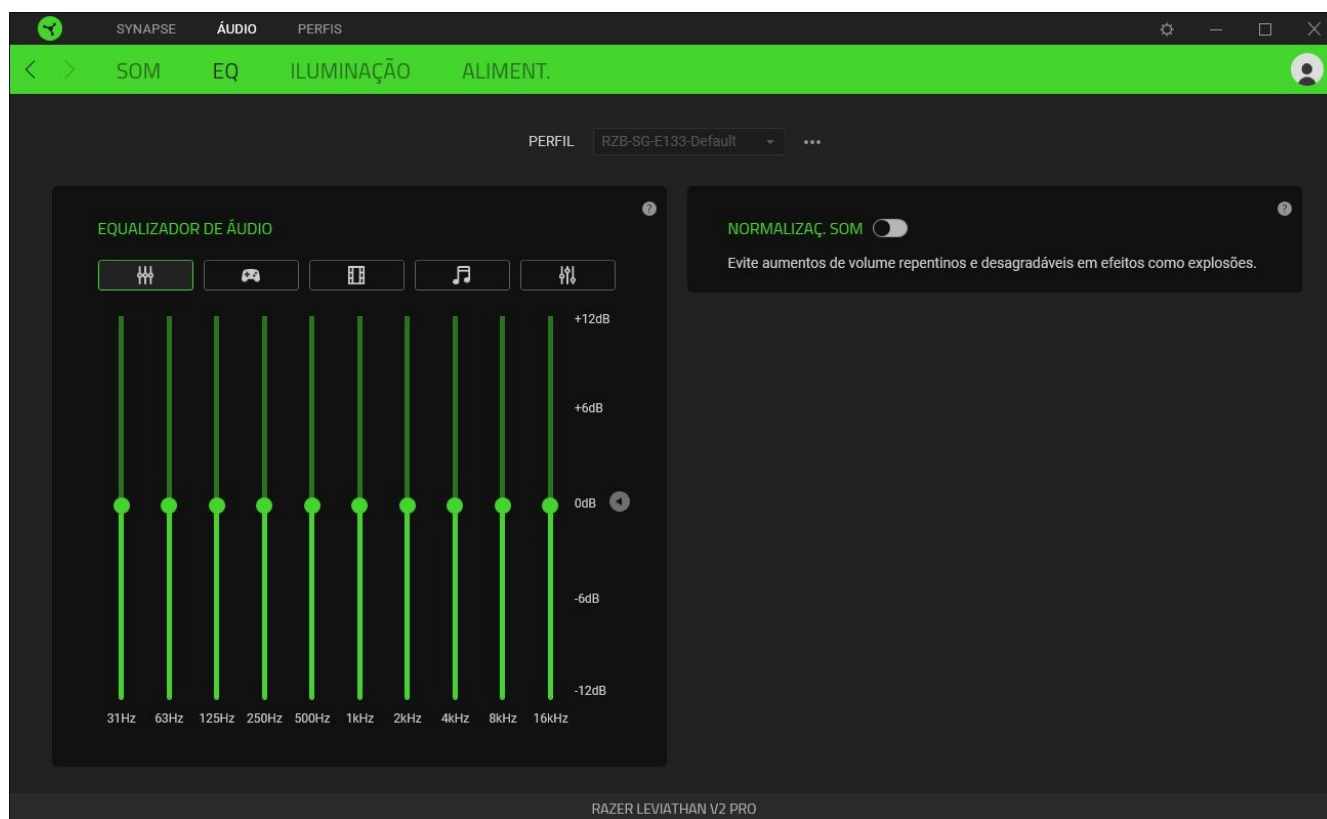 SYNAPSE ÁUDIO PERFIS
SOM EQ ILUMINAÇÃO ALIMENT.
PERFIL RZB-SG-E133-Default
EQUALIZADOR DE ÁUDIO
+12dB
+6dB
0dB
-6dB
-12dB
31Hz 63Hz 125Hz 250Hz 500Hz 1kHz 2kHz 4kHz 8kHz 16kHz
NORMALIZAÇ. SOM
Evite aumentos de volume repentinos e desagradáveis em efeitos como explosões.
RAZER LEVIATHAN V2 PRO